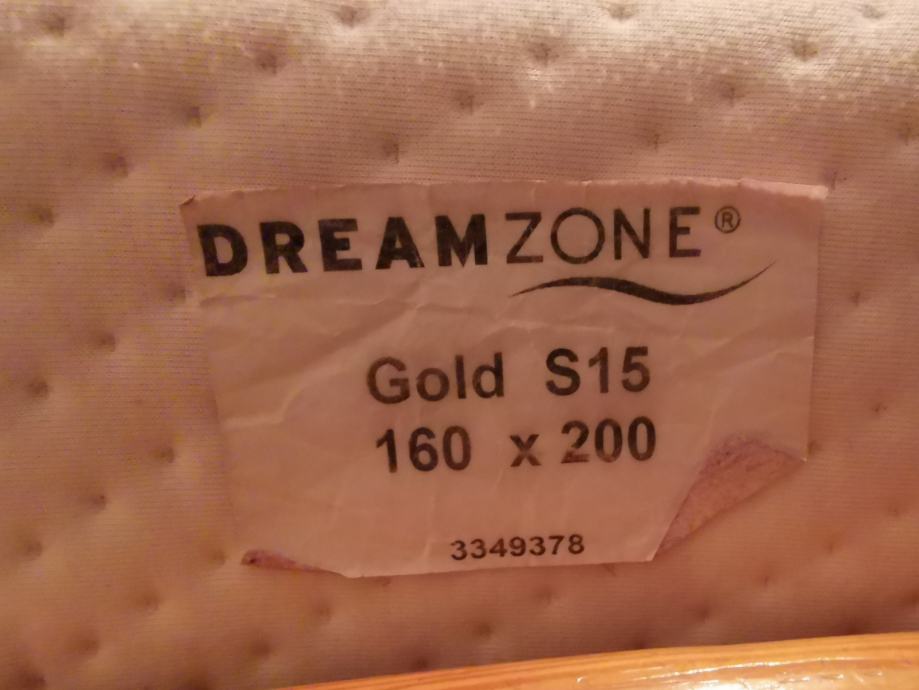 DREAMZONE®
Gold S15
160 x 200
3349378